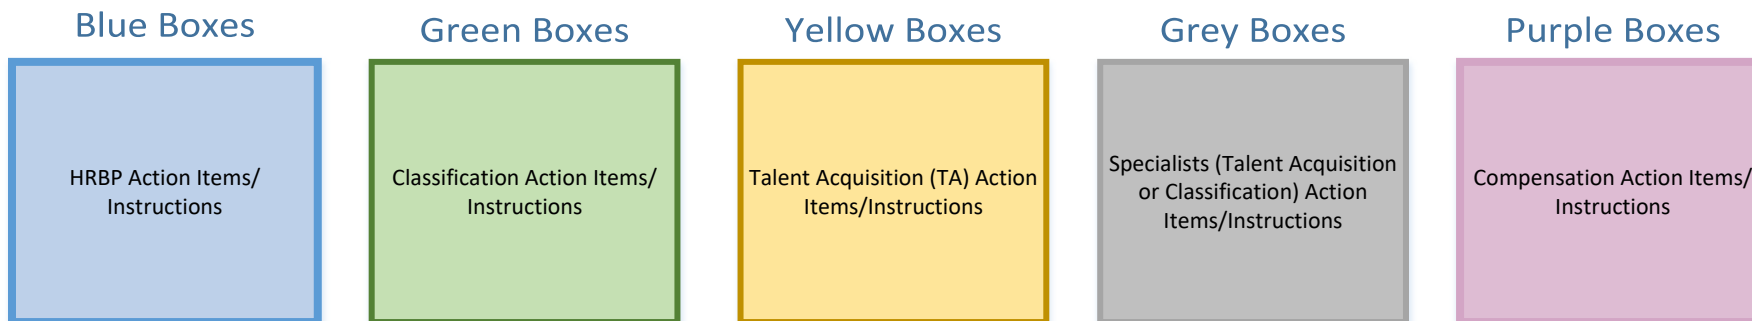 Blue Boxes
Green Boxes
Yellow Boxes
Grey Boxes
Purple Boxes
HRBP Action Items/
Instructions
Classification Action Items/
Instructions
Talent Acquisition (TA) Action
Items/Instructions
Specialists (Talent Acquisition
or Classification) Action
Items/Instructions
Compensation Action Items/
Instructions